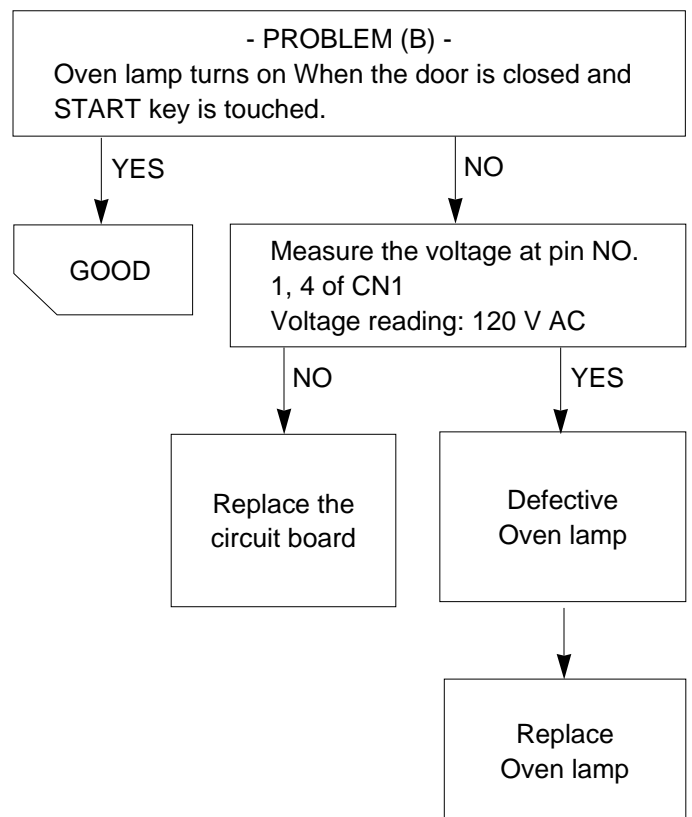 - PROBLEM (B) -
Oven lamp turns on When the door is closed and
START key is touched.
YES
NO
GOOD
Measure the voltage at pin NO.
1, 4 of CN1
Voltage reading: 120 V AC
NO
YES
Replace the
circuit board
Defective
Oven lamp
Replace
Oven lamp